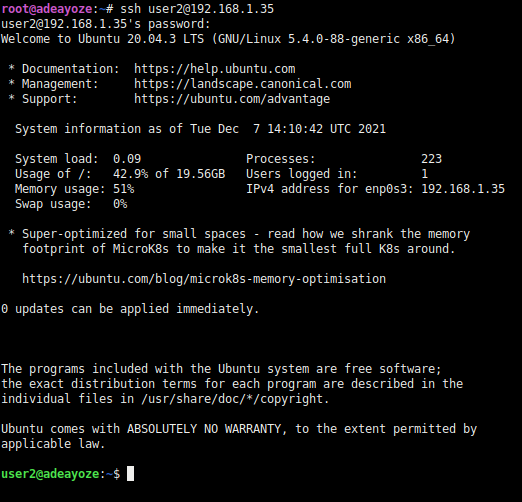 root@adeayoze:~# ssh user2@192.168.1.35
user2@192.168.1.35's password:
Welcome to Ubuntu 20.04.3 LTS (GNU/Linux 5.4.0-88-generic x86_64)
* Documentation:  https://help.ubuntu.com
* Management:     https://landscape.canonical.com
* Support:        https://ubuntu.com/advantage
System information as of Tue Dec  7 14:10:42 UTC 2021
System load:  0.09               Processes:               223
Usage of /:   42.9% of 19.56GB   Users logged in:         1
Memory usage: 51%                IPv4 address for enp0s3: 192.168.1.35
Swap usage:   0%
* Super-optimized for small spaces - read how we shrank the memory
footprint of MicroK8s to make it the smallest full K8s around.
https://ubuntu.com/blog/microk8s-memory-optimisation
0 updates can be applied immediately.
The programs included with the Ubuntu system are free software;
the exact distribution terms for each program are described in the
individual files in /usr/share/doc/*/copyright.
Ubuntu comes with ABSOLUTELY NO WARRANTY, to the extent permitted by
applicable law.
user2@adeayoze:~$